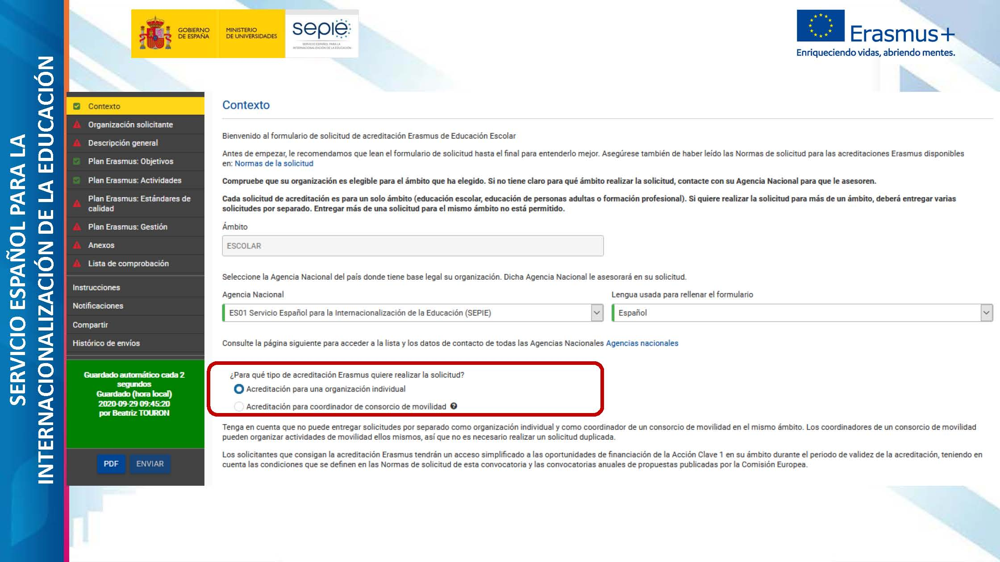 SERVICIO ESPAÑOL PARA LA
INTERNACIONALIZACIÓN DE LA EDUCACIÓN
GOBIERNO
DE ESPAÑA
MINISTERIO
DE UNIVERSIDADES
sepie
SERVICIO ESPAÑOL PARA LA
INTERNACIONALIZACIÓN DE LA EDUCACIÓN
Erasmus+
Enriqueciendo vidas, abriendo mentes.
Contexto
Organización solicitante
Descripción general
Plan Erasmus: Objetivos
Plan Erasmus: Actividades
Plan Erasmus: Estándares de
calidad
Plan Erasmus: Gestión
Anexos
Lista de comprobación
Instrucciones
Notificaciones
Compartir
Histórico de envíos
Guardado automático cada 2
segundos
Guardado (hora local)
2020-09-29 09:45:20
por Beatriz TOURON
PDF
ENVIAR
Contexto
Bienvenido al formulario de solicitud de acreditación Erasmus de Educación Escolar
Antes de empezar, le recomendamos que lean el formulario de solicitud hasta el final para entenderlo mejor. Asegúrese también de haber leído las Normas de solicitud para las acreditaciones Erasmus disponibles
en: Normas de la solicitud
Compruebe que su organización es elegible para el ámbito que ha elegido. Si no tiene claro para qué ámbito realizar la solicitud, contacte con su Agencia Nacional para que le asesoren.
Cada solicitud de acreditación es para un solo ámbito (educación escolar, educación de personas adultas o formación profesional). Si quiere realizar la solicitud para más de un ámbito, deberá entregar varias
solicitudes por separado. Entregar más de una solicitud para el mismo ámbito no está permitido.
Ámbito
ESCOLAR
Seleccione la Agencia Nacional del país donde tiene base legal su organización. Dicha Agencia Nacional le asesorará en su solicitud.
Agencia Nacional
Lengua usada para rellenar el formulario
ES01 Servicio Español para la Internacionalización de la Educación (SEPIE)
Español
Consulte la página siguiente para acceder a la lista y los datos de contacto de todas las Agencias Nacionales Agencias nacionales
¿Para qué tipo de acreditación Erasmus quiere realizar la solicitud?
Acreditación para una organización individual
Acreditación para coordinador de consorcio de movilidad
Tenga en cuenta que no puede entregar solicitudes por separado como organización individual y como coordinador de un consorcio de movilidad en el mismo ámbito. Los coordinadores de un consorcio de movilidad
pueden organizar actividades de movilidad ellos mismos, así que no es necesario realizar un solicitud duplicada.
Los solicitantes que consigan la acreditación Erasmus tendrán un acceso simplificado a las oportunidades de financiación de la Acción Clave 1 en su ámbito durante el periodo de validez de la acreditación, teniendo en
cuenta las condiciones que se definen en las Normas de solicitud de esta convocatoria y las convocatorias anuales de propuestas publicadas por la Comisión Europea.